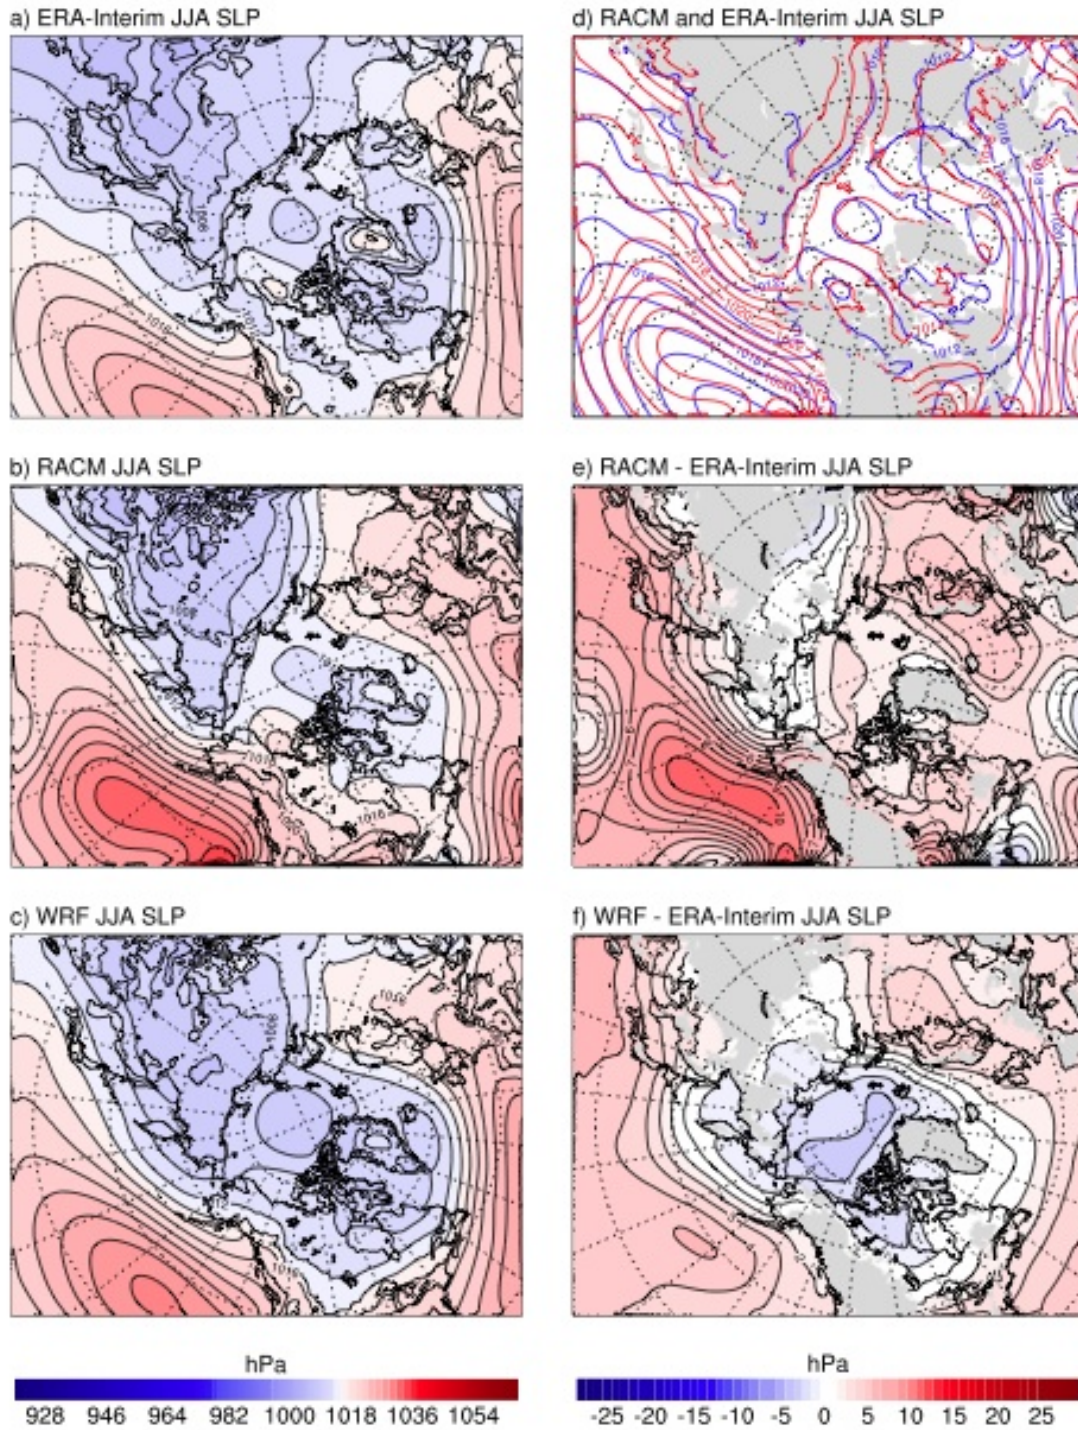 a) ERA-Interim JJA SLP
d) RACM and ERA-Interim JJA SLP
b) RACM JJA SLP
e) RACM - ERA-Interim JJA SLP
c) WRF JJA SLP
f) WRF - ERA-Interim JJA SLP
hPa
928 946 964 982 1000 1018 1036 1054
hPa
-25 -20 -15 -10 -5 0 5 10 15 20 25